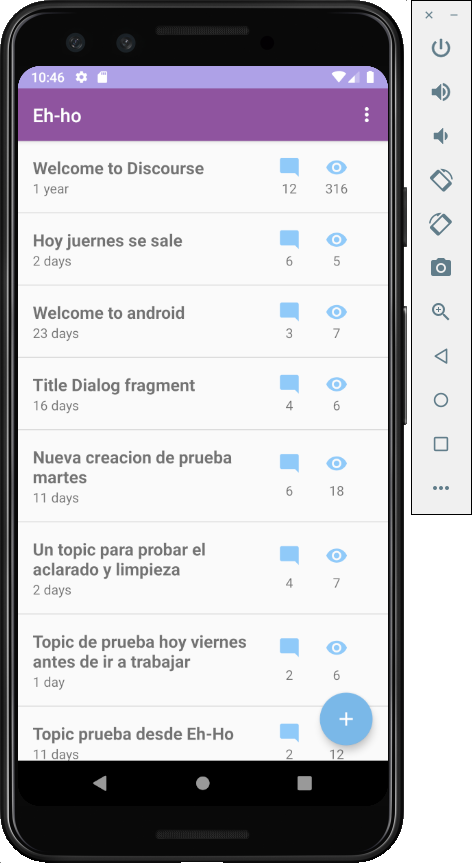 10:46
Eh-ho
Welcome to Discourse
1 year
12
316
Hoy juernes se sale
2 days
6
5
Welcome to android
23 days
3
7
Title Dialog fragment
16 days
4
6
Nueva creacion de prueba
martes
11 days
6
18
Un topic para probar el
aclarado y limpieza
2 days
4
7
Topic de prueba hoy viernes
antes de ir a trabajar
1 day
2
6
Topic prueba desde Eh-Ho
11 days
2
12